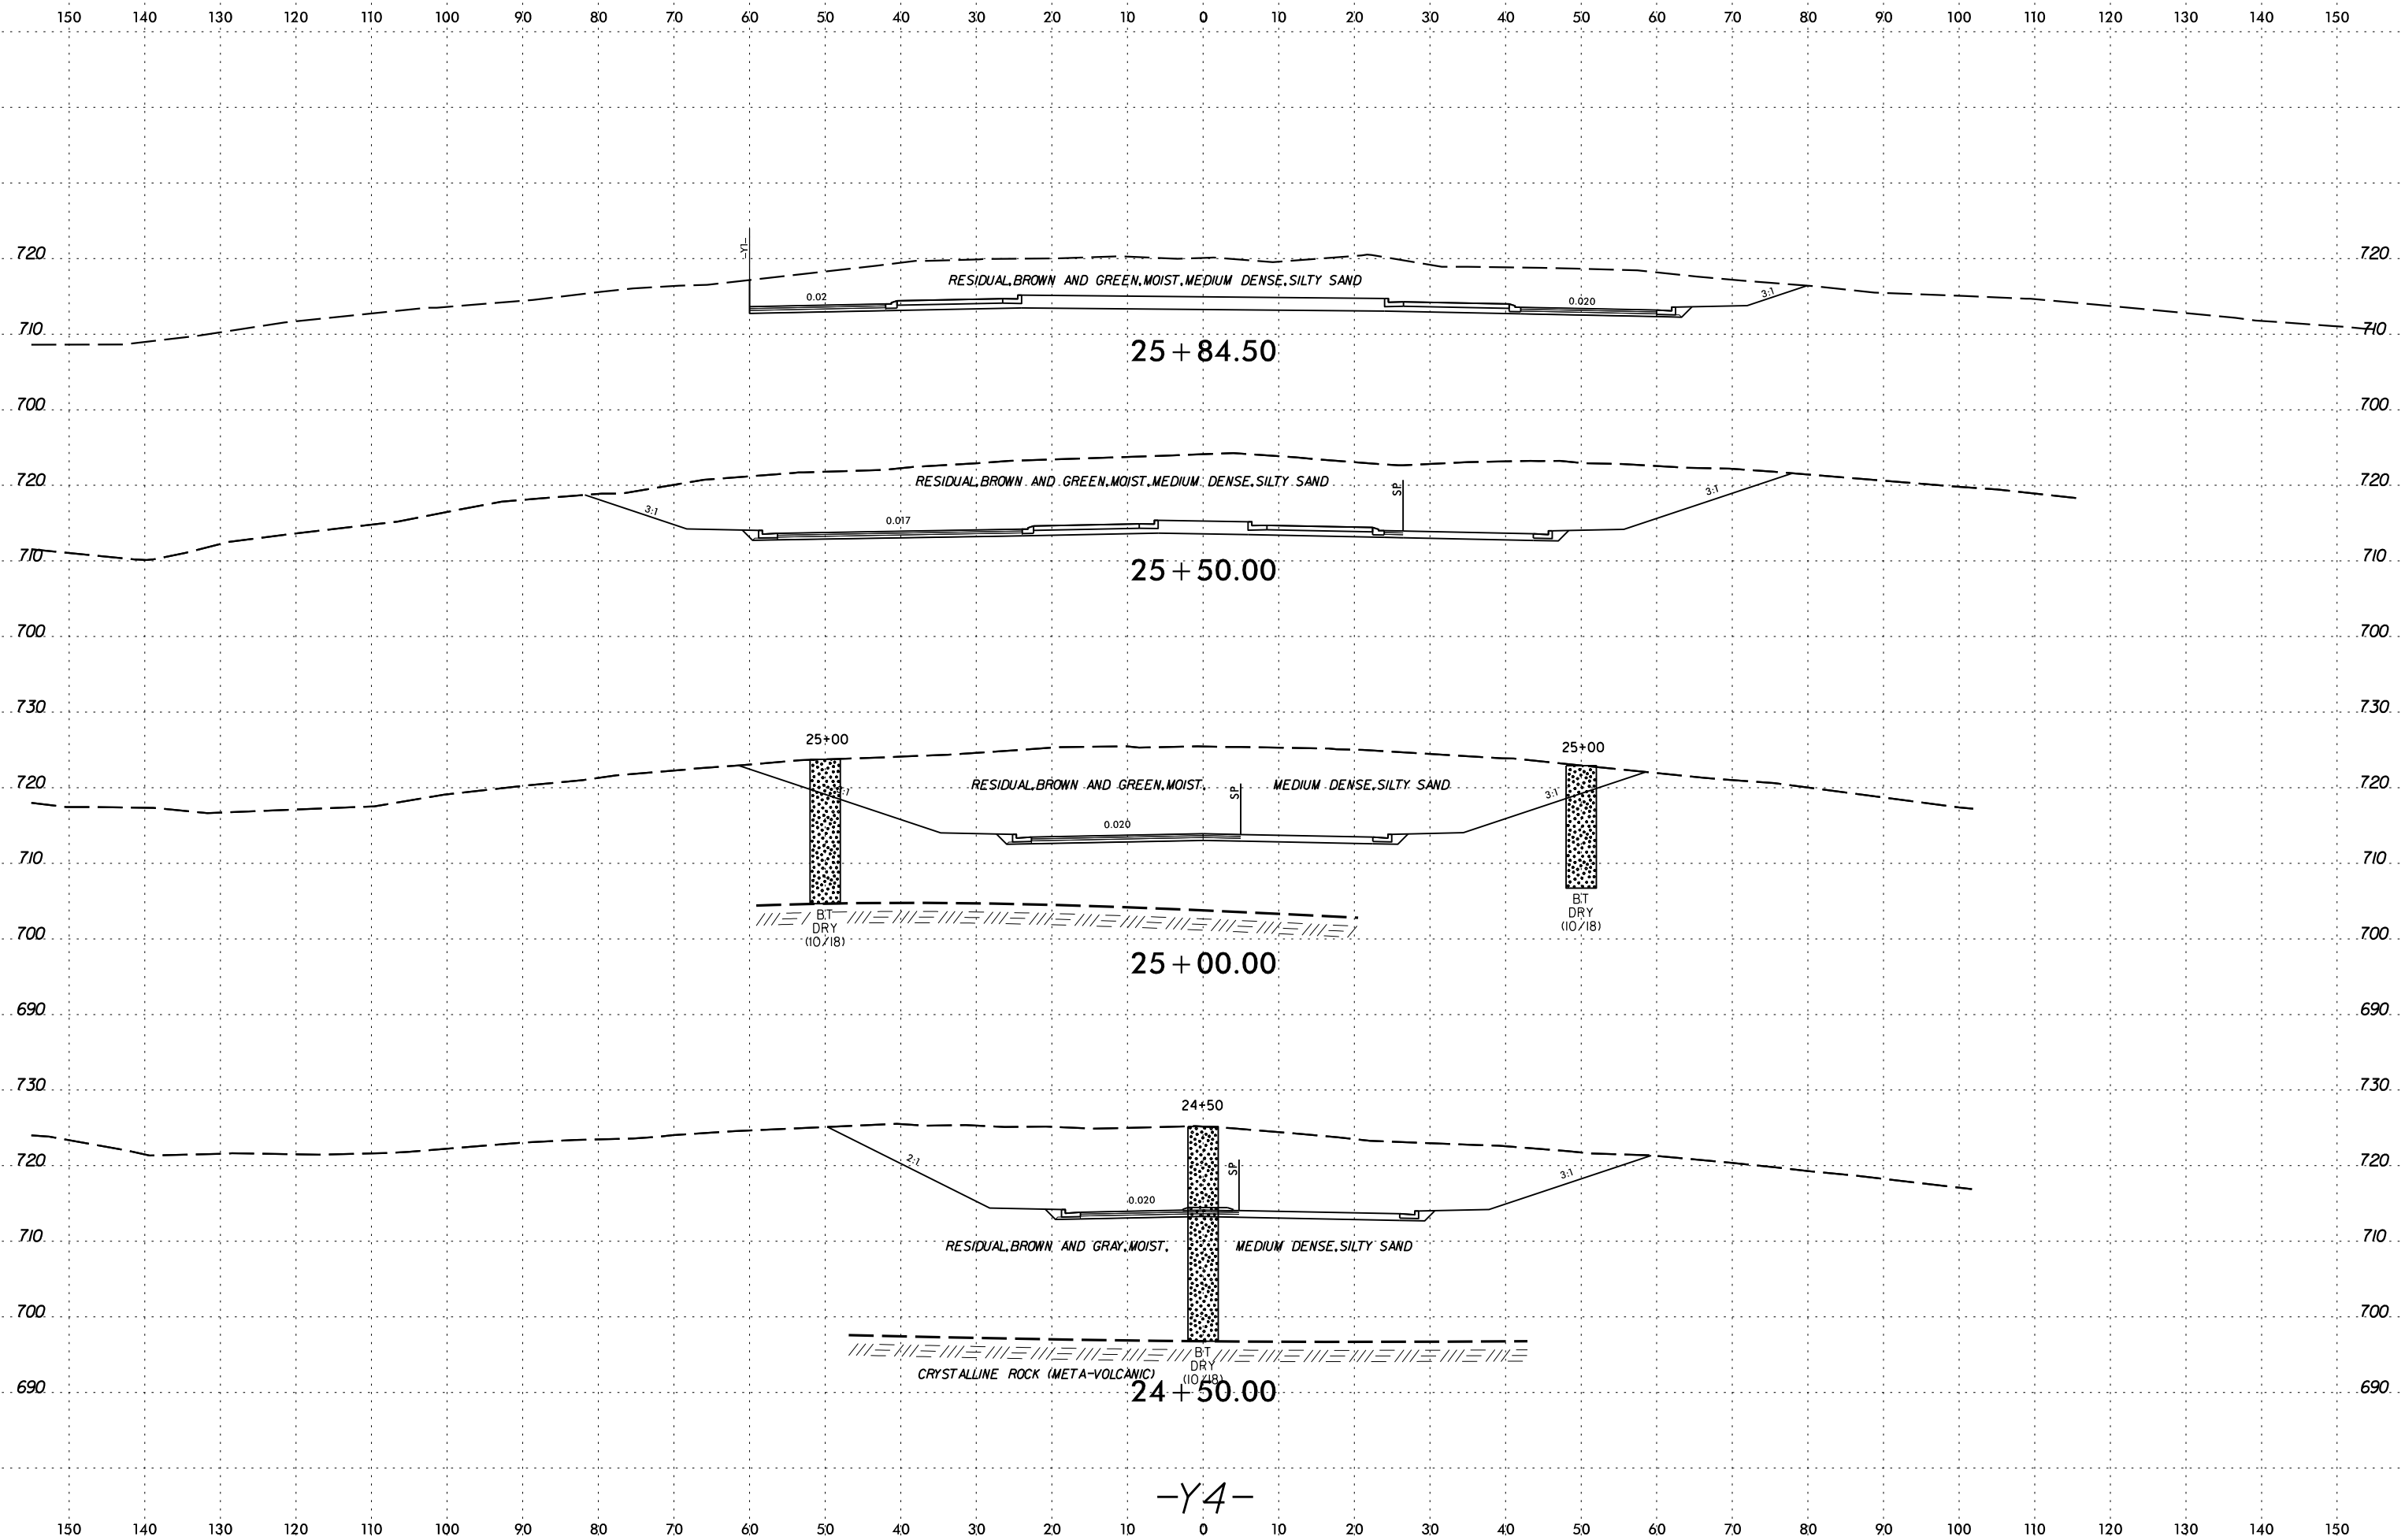 150 140 130 120 110 100 90 80 70 60 50 40 30 20 10 0 10 20 30 40 50 60 70 80 90 100 110 120 130 140 150
-Y1-
720 720
RESIDUAL, BROWN AND GREEN, MOIST, MEDIUM DENSE, SILTY SAND
3:1
0.02 0.020
710 710
25+84.50
700 700
720 720
RESIDUAL, BROWN AND GREEN, MOIST, MEDIUM DENSE, SILTY SAND
SP
3:1 3:1
0.017
710 710
25+50.00
700 700
730 730
25+00 25+00
720 720
RESIDUAL, BROWN AND GREEN, MOIST, MEDIUM DENSE, SILTY SAND
SP
:1 3:1
0.020
710 710
B.T. B.T.
DRY DRY
(10/18) (10/18)
700 700
25+00.00
690 690
730 730
24+50
720 720
2:1 SP 3:1
0.020
710 710
RESIDUAL, BROWN AND GRAY, MOIST, MEDIUM DENSE, SILTY SAND
700 700
B.T.
DRY
CRYSTALLINE ROCK (META-VOLCANIC) (10/18)
690 690
24+50.00
-Y4-
150 140 130 120 110 100 90 80 70 60 50 40 30 20 10 0 10 20 30 40 50 60 70 80 90 100 110 120 130 140 150